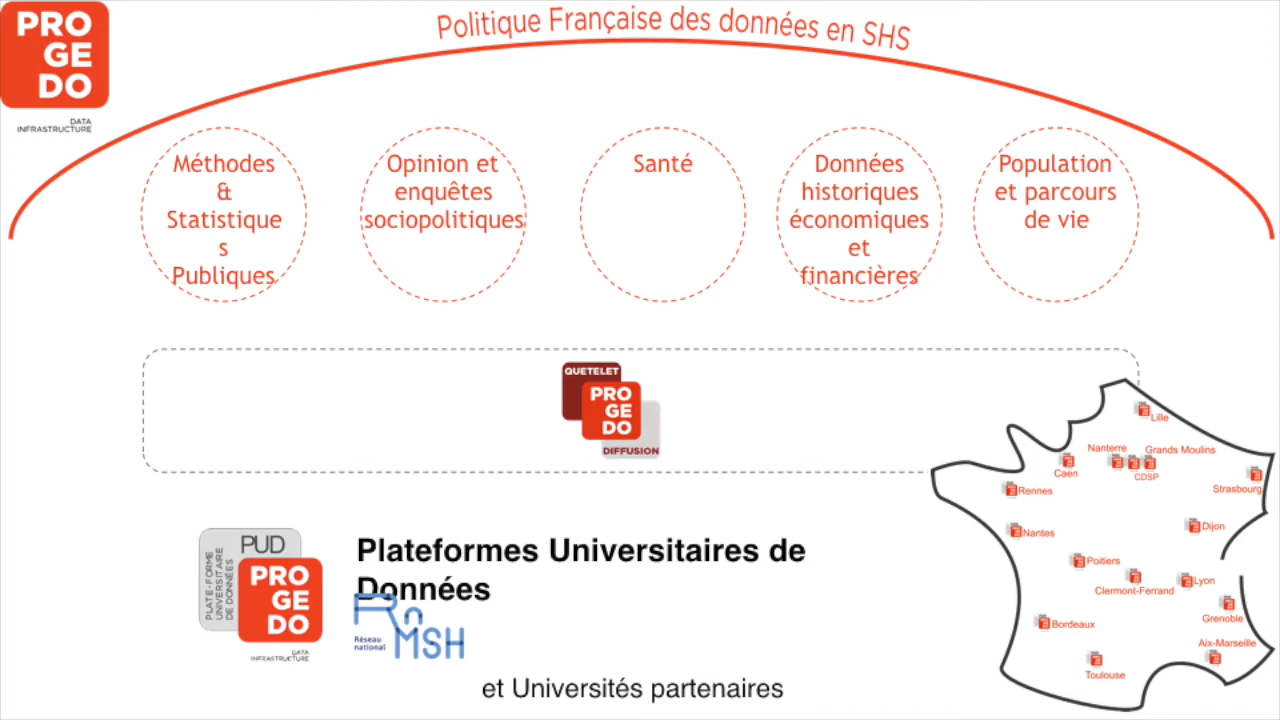 PRO
GE
DO
DATA
INFRASTRUCTURE
Politique Française des données en SHS
Méthodes
&
Statistique
s
Publiques
Opinion et
enquêtes
sociopolitiques
Santé
Données
historiques
économiques
et
financières
Population
et parcours
de vie
QUETELET
PRO
GE
DO
DIFFUSION
Lille
Nanterre
Grands Moulins
Caen
CDSP
Rennes
Strasbourg
Nantes
Dijon
Poitiers
Clermont-Ferrand
Lyon
Grenoble
Bordeaux
Aix-Marseille
Toulouse
PUD
PLATE-FORME
UNIVERSITAIRE
DE DONNÉES
PRO
GE
DO
DATA
INFRASTRUCTURE
Plateformes Universitaires de
Données
RnMSH
Réseau
national
et Universités partenaires